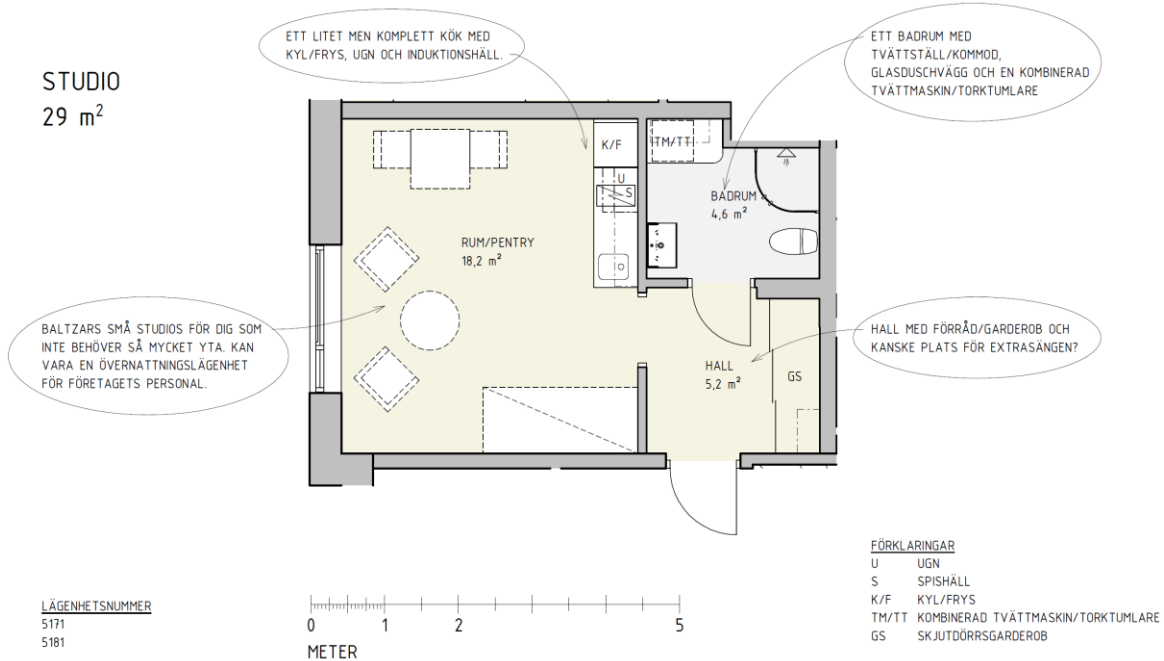 STUDIO
29 m²
ETT LITET MEN KOMPLETT KÖK MED
KYL/FRYS, UGN OCH INDUKTIONSHÄLL.
ETT BADRUM MED
TVÄTTSTÄLL/KOMMOD,
GLASDUSCHVÄGG OCH EN KOMBINERAD
TVÄTTMASKIN/TORKTUMLARE
K/F
TM/TT
U
S
BADRUM
4,6 m²
RUM/PENTRY
18,2 m²
BALTZARS SMÅ STUDIOS FÖR DIG SOM
INTE BEHÖVER SÅ MYCKET YTA. KAN
VARA EN ÖVERNATTNINGSLÄGENHET
FÖR FÖRETAGETS PERSONAL.
HALL MED FÖRRÅD/GARDEROB OCH
KANSKE PLATS FÖR EXTRASÄNGEN?
HALL
5,2 m²
GS
LÄGENHETSNUMMER
5171
5181
0 1 2 5
METER
FÖRKLARINGAR
U UGN
S SPISHÄLL
K/F KYL/FRYS
TM/TT KOMBINERAD TVÄTTMASKIN/TORKTUMLARE
GS SKJUTDÖRRSGARDEROB